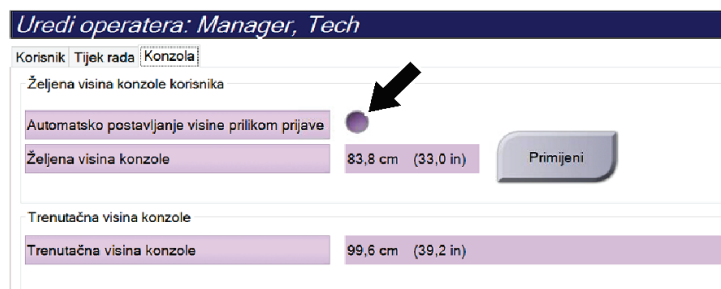 Uredi operatera: Manager, Tech
Korisnik Tijek rada Konzola
Željena visina konzole korisnika
Automatsko postavljanje visine prilikom prijave
Željena visina konzole 83,8 cm (33,0 in) Primijeni
Trenutačna visina konzole
Trenutačna visina konzole 99,6 cm (39,2 in)